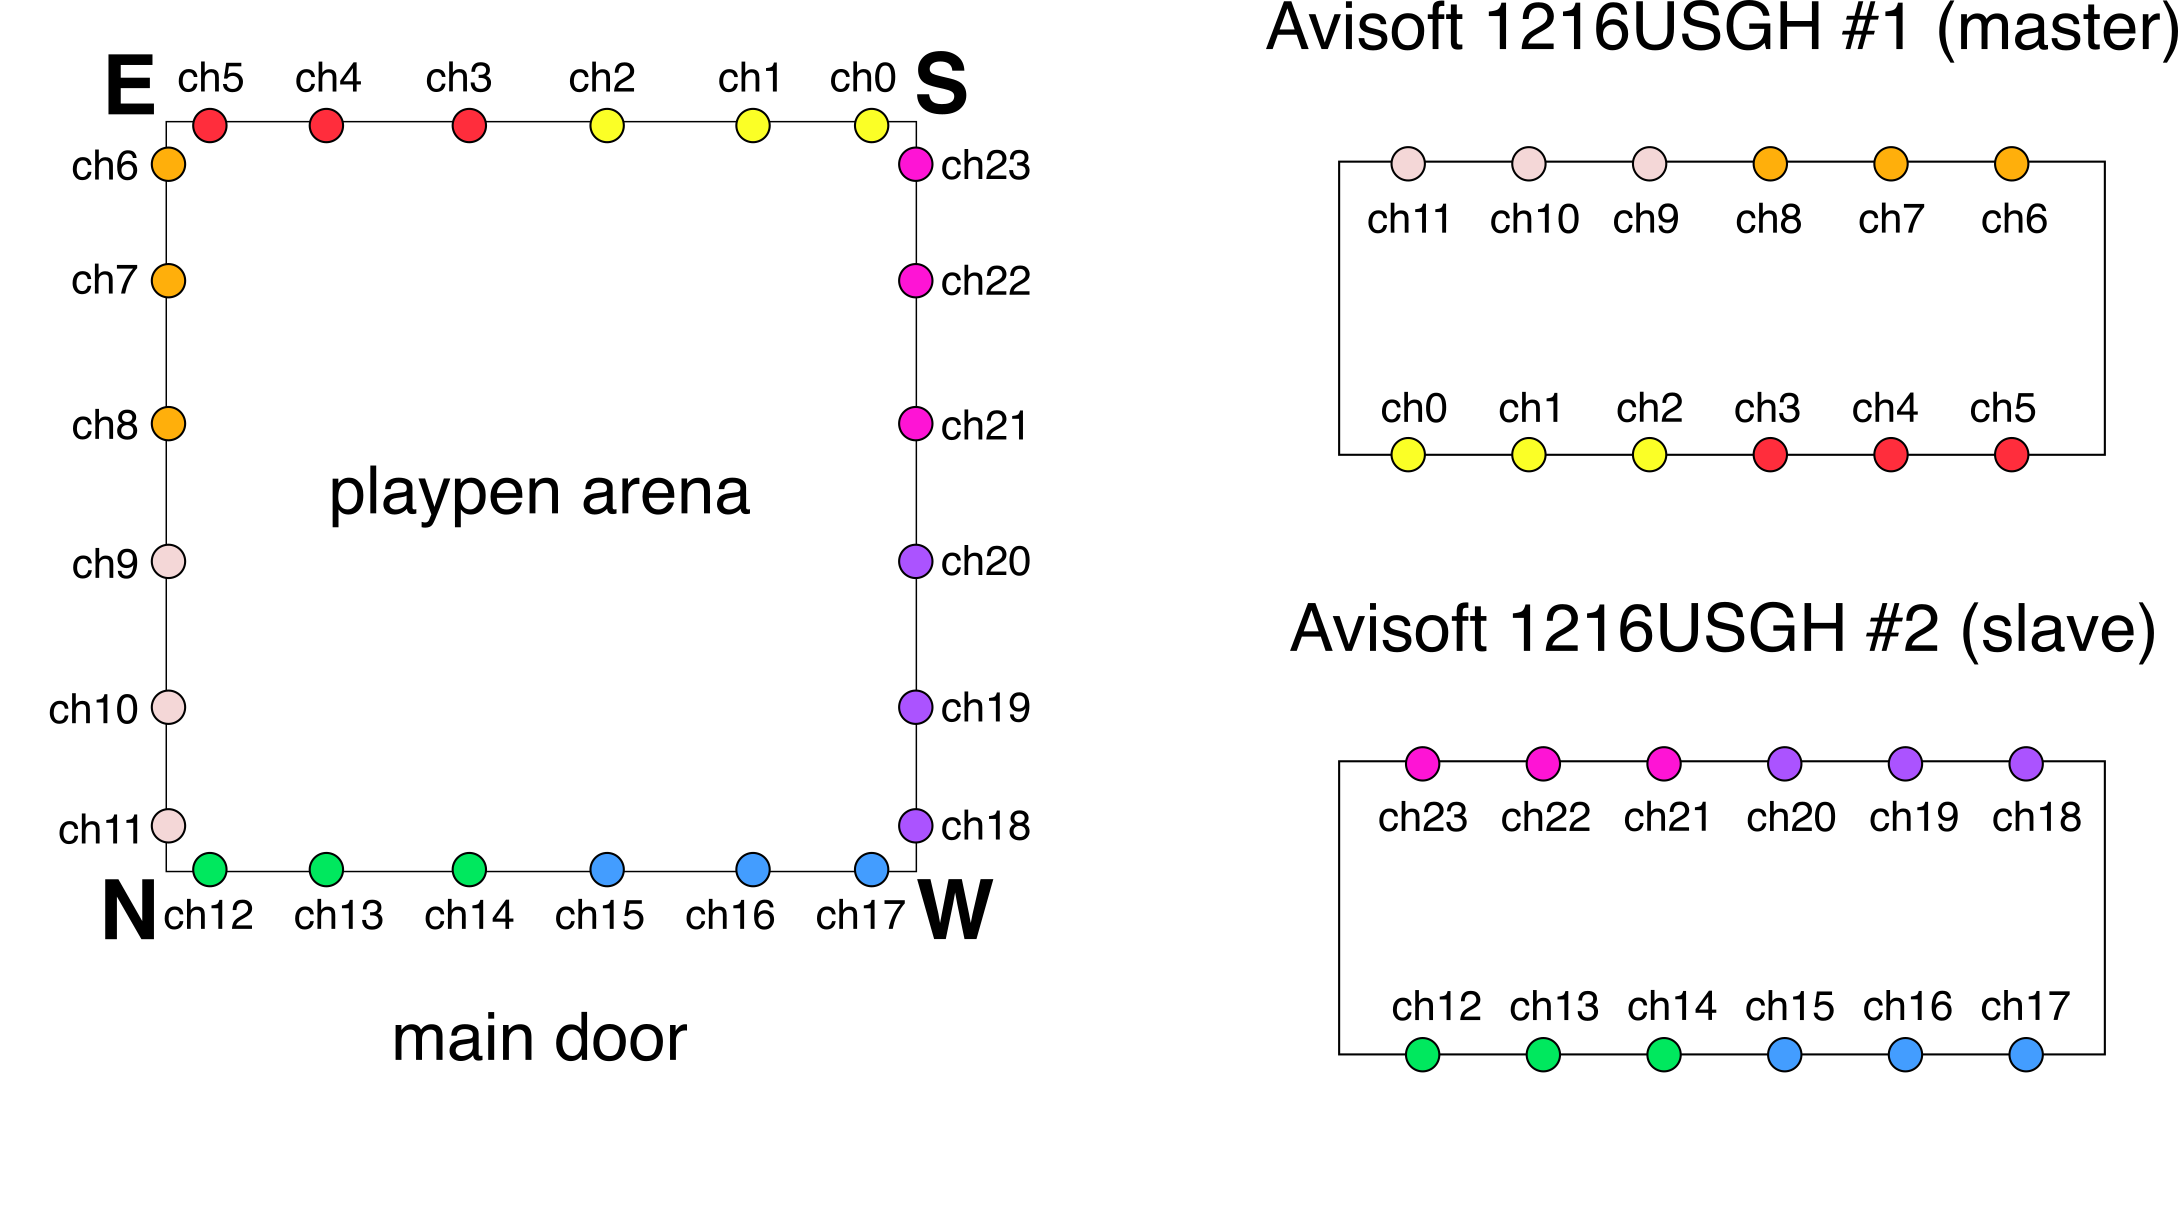 Avisoft 1216USGH #1 (master)
E ch5 ch4 ch3 ch2 ch1 ch0 S
ch6 ch23
ch7 ch22
ch8 ch21
playpen arena
ch9 ch20
ch10 ch19
ch11 ch18
N ch12 ch13 ch14 ch15 ch16 ch17 W
main door
ch11 ch10 ch9 ch8 ch7 ch6
ch0 ch1 ch2 ch3 ch4 ch5
Avisoft 1216USGH #2 (slave)
ch23 ch22 ch21 ch20 ch19 ch18
ch12 ch13 ch14 ch15 ch16 ch17